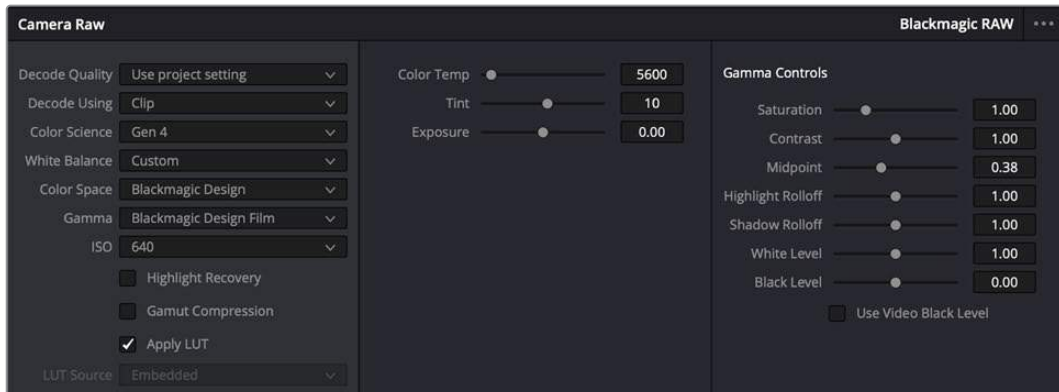 Camera Raw
Blackmagic RAW
Decode Quality Use project setting
Decode Using Clip
Color Science Gen 4
White Balance Custom
Color Space Blackmagic Design
Gamma Blackmagic Design Film
ISO 640
Highlight Recovery
Gamut Compression
Apply LUT
LUT Source Embedded
Color Temp 5600
Tint 10
Exposure 0.00
Gamma Controls
Saturation 1.00
Contrast 1.00
Midpoint 0.38
Highlight Rolloff 1.00
Shadow Rolloff 1.00
White Level 1.00
Black Level 0.00
Use Video Black Level